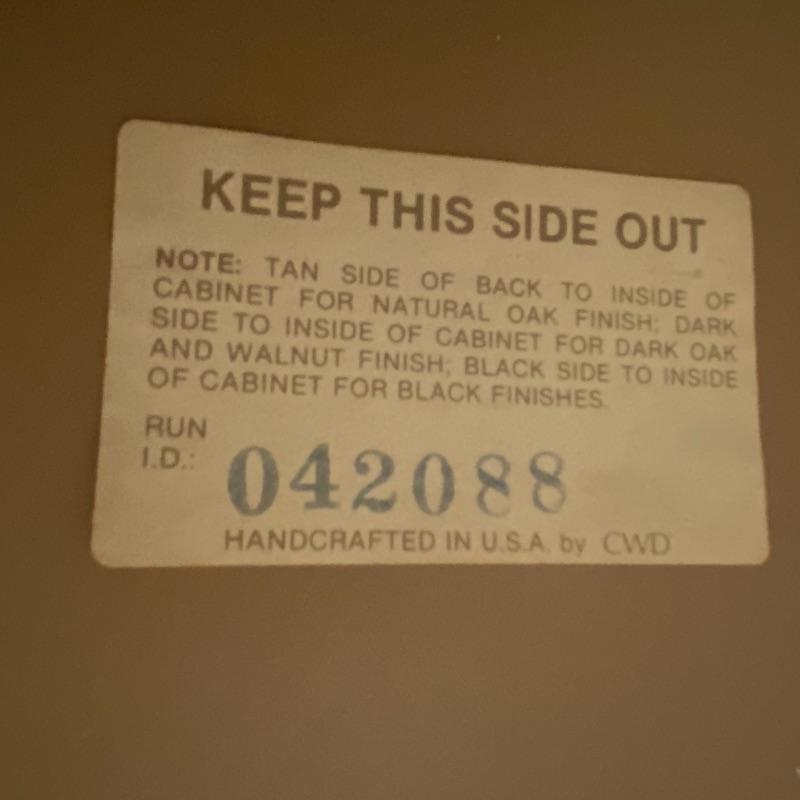 KEEP THIS SIDE OUT
NOTE: TAN SIDE OF BACK TO INSIDE OF
CABINET FOR NATURAL OAK FINISH; DARK
SIDE TO INSIDE OF CABINET FOR DARK OAK
AND WALNUT FINISH; BLACK SIDE TO INSIDE
OF CABINET FOR BLACK FINISHES.
RUN
I.D.: 042088
HANDCRAFTED IN U.S.A. by CWD